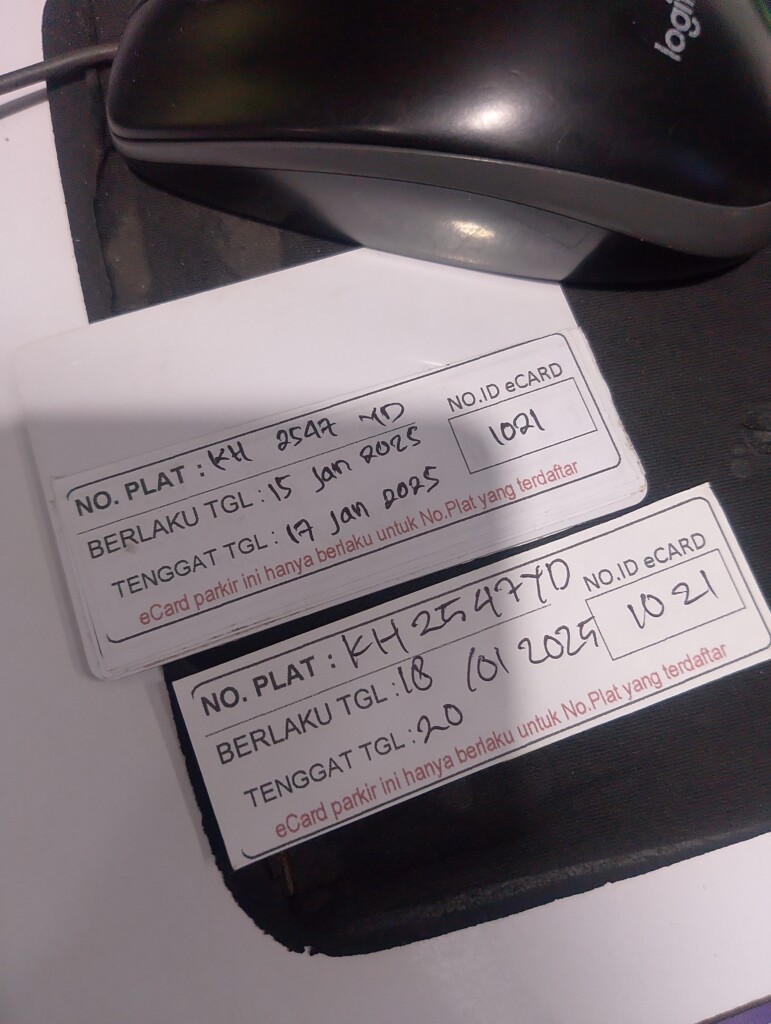 logi
NO. PLAT : KH 2547 YD
BERLAKU TGL : 15 Jan 2025
TENGGAT TGL : 17 Jan 2025
NO.ID eCARD
1021
eCard parkir ini hanya berlaku untuk No.Plat yang terdaftar
NO. PLAT : KH 2547YD
BERLAKU TGL : 18 /01 2025
TENGGAT TGL : 20
NO.ID eCARD
1021
eCard parkir ini hanya berlaku untuk No.Plat yang terdaftar